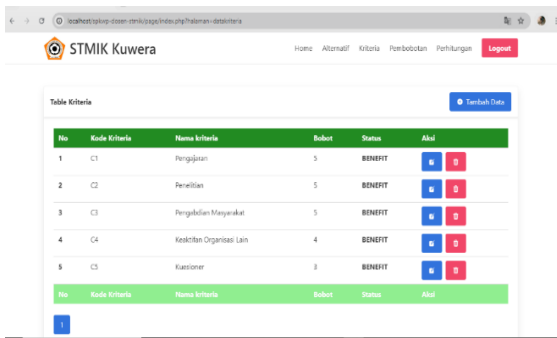 localhost/spkwp-dosen-stmik/page/index.php?halaman=datakriteria
STMIK Kuwera
Home Alternatif Kriteria Pembobotan Perhitungan Logout
Table Kriteria
Tambah Data
No Kode Kriteria Nama kriteria Bobot Status Aksi
1 C1 Pengajaran 5 BENEFIT
2 C2 Penelitian 5 BENEFIT
3 C3 Pengabdian Masyarakat 5 BENEFIT
4 C4 Keaktifan Organisasi Lain 4 BENEFIT
5 C5 Kuesioner 3 BENEFIT
No Kode Kriteria Nama kriteria Bobot Status Aksi
1